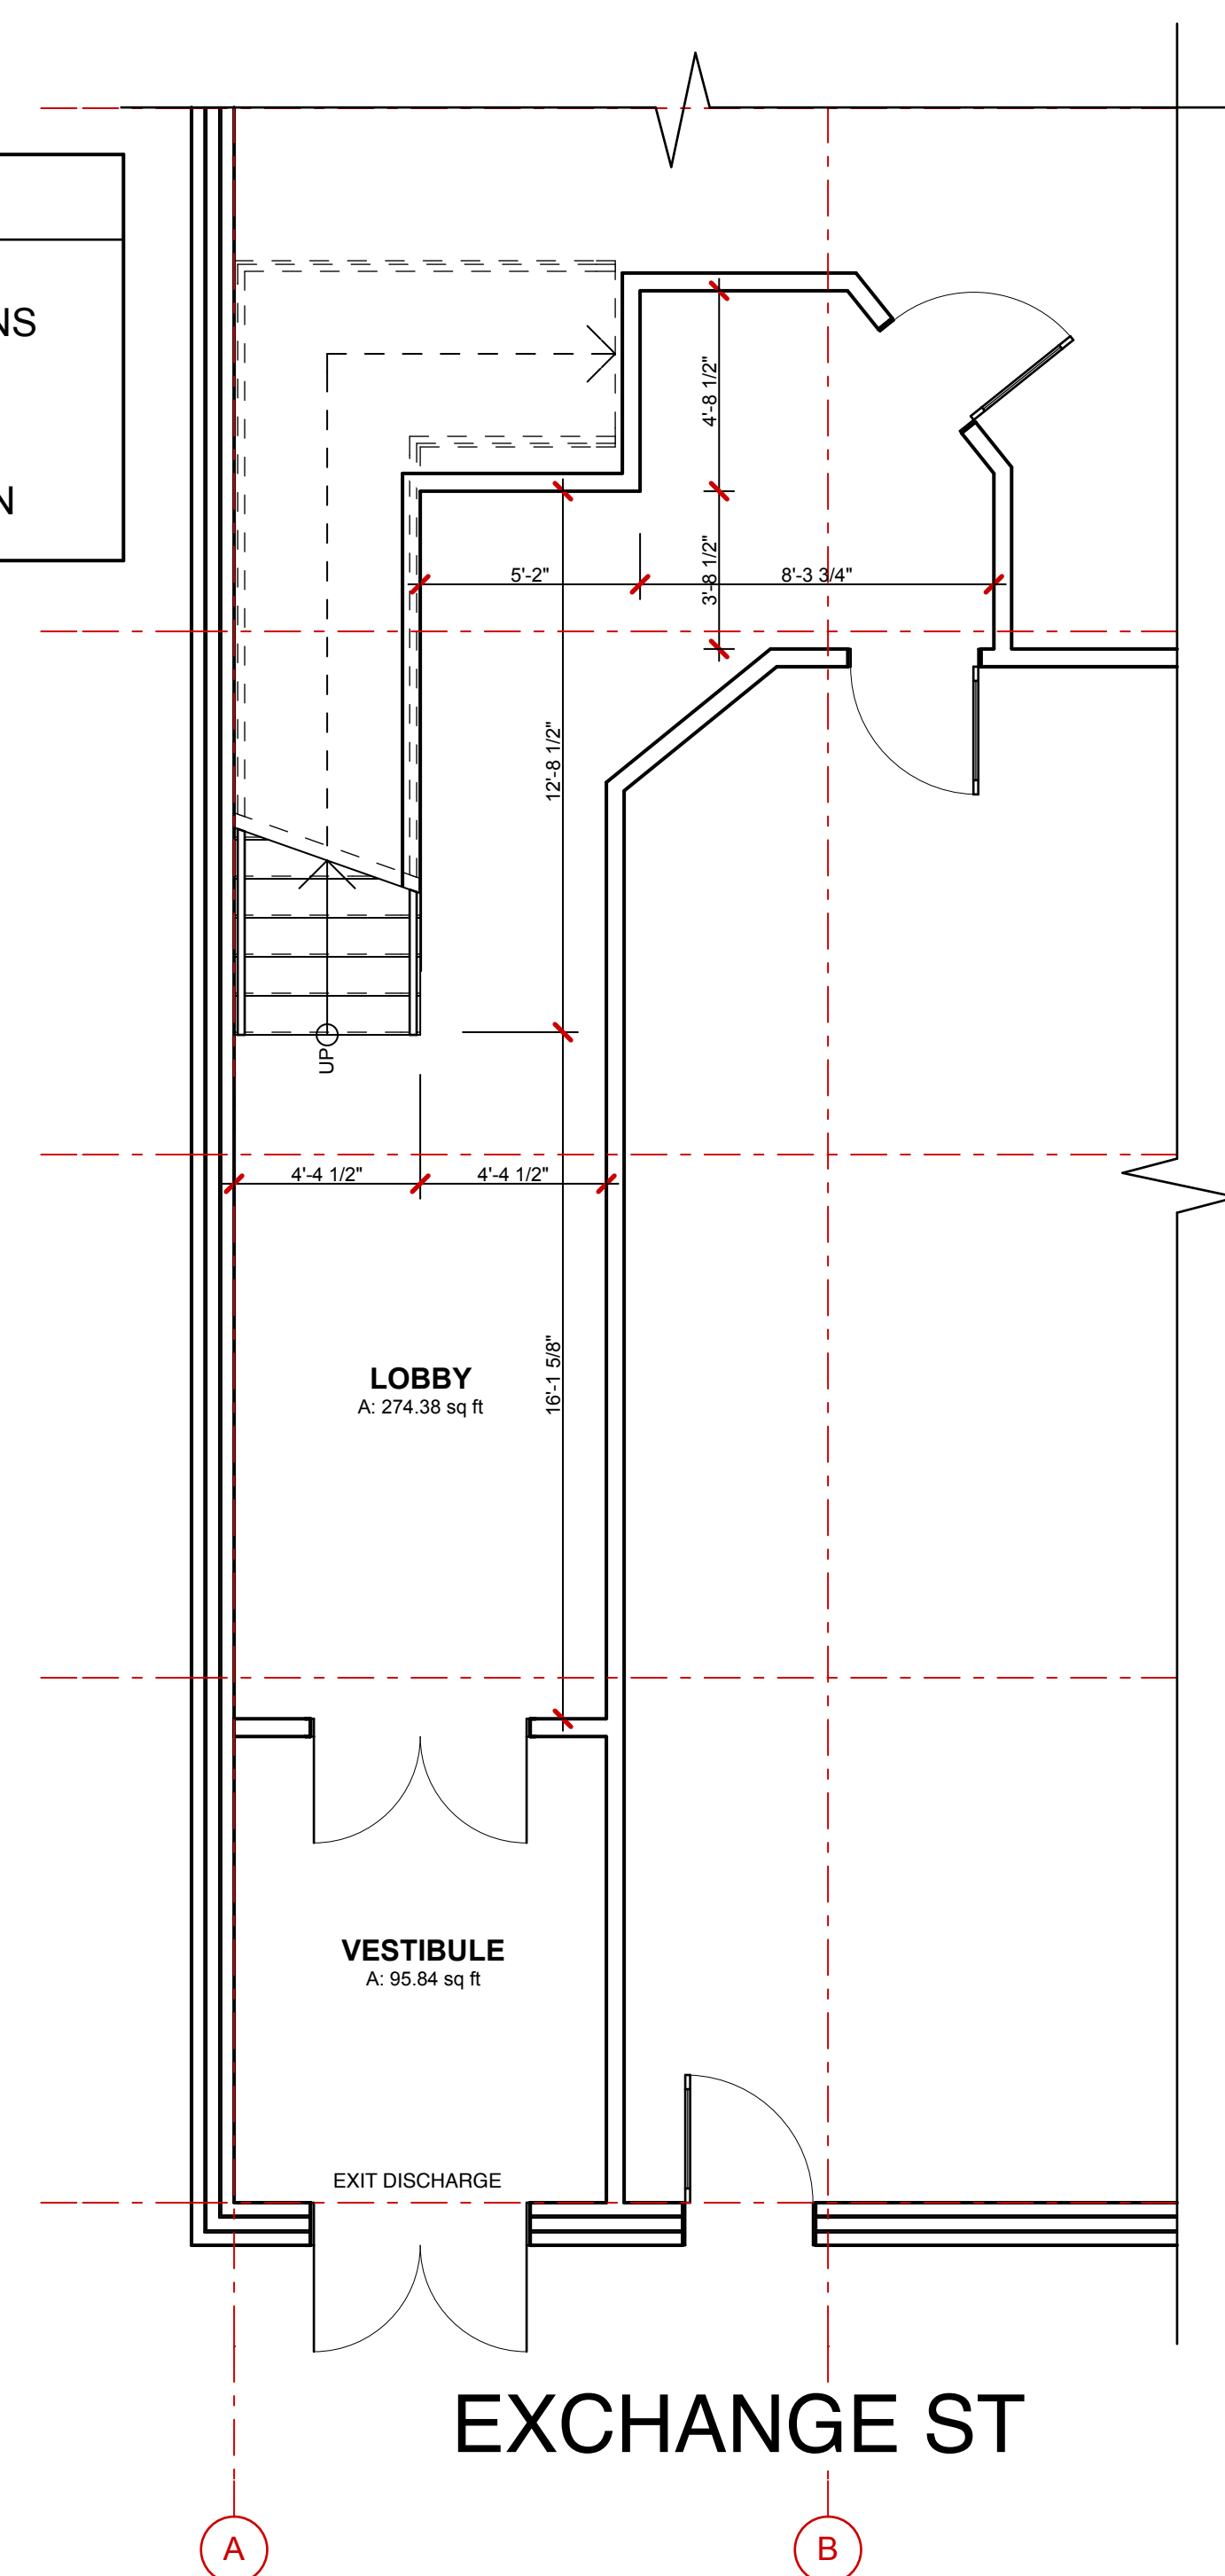 NS
N
4'-8 1/2"
3'-8 1/2"
5'-2"
8'-3 3/4"
12'-8 1/2"
UP
4'-4 1/2"
4'-4 1/2"
16'-1 5/8"
LOBBY
A: 274.38 sq ft
VESTIBULE
A: 95.84 sq ft
EXIT DISCHARGE
EXCHANGE ST
A
B